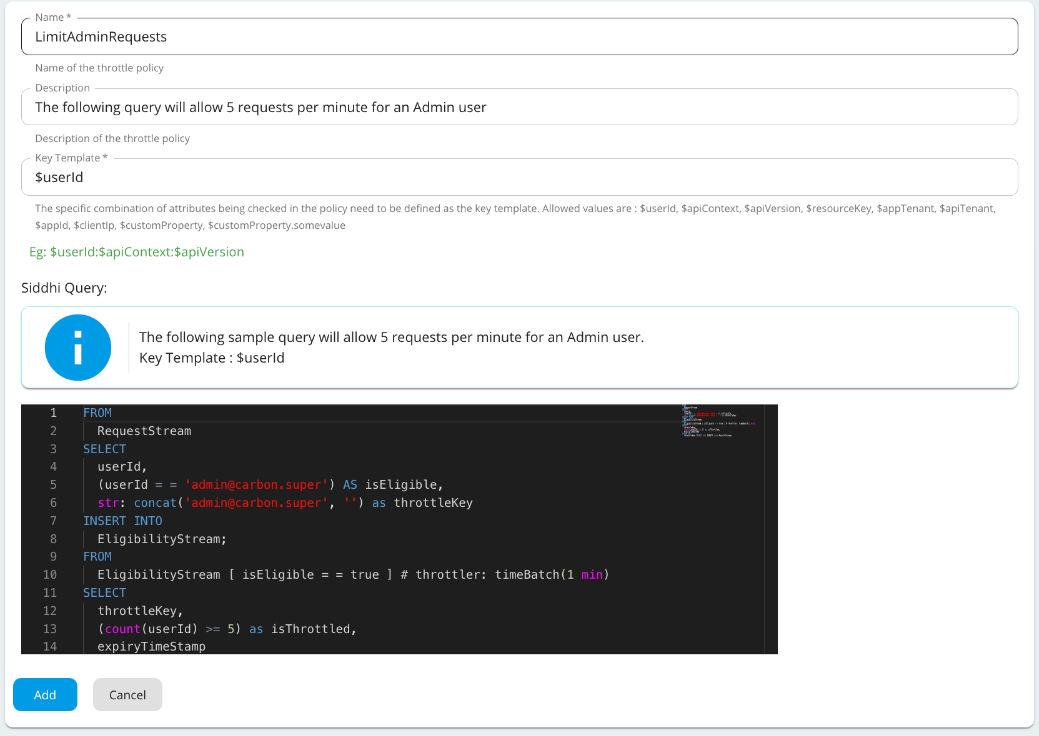 Name *
LimitAdminRequests
Name of the throttle policy
Description
The following query will allow 5 requests per minute for an Admin user
Description of the throttle policy
Key Template *
$userId
The specific combination of attributes being checked in the policy need to be defined as the key template. Allowed values are : $userId, $apiContext, $apiVersion, $resourceKey, $appTenant, $apiTenant,
$appId, $clientIp, $customProperty, $customProperty.somevalue
Eg: $userId:$apiContext:$apiVersion
Siddhi Query:
i
The following sample query will allow 5 requests per minute for an Admin user.
Key Template : $userId
1 FROM
2 RequestStream
3 SELECT
4 userId,
5 (userId = = 'admin@carbon.super') AS isEligible,
6 str: concat('admin@carbon.super', '') as throttleKey
7 INSERT INTO
8 EligibilityStream;
9 FROM
10 EligibilityStream [ isEligible = = true ] # throttler: timeBatch(1 min)
11 SELECT
12 throttleKey,
13 (count(userId) >= 5) as isThrottled,
14 expiryTimeStamp
Add Cancel